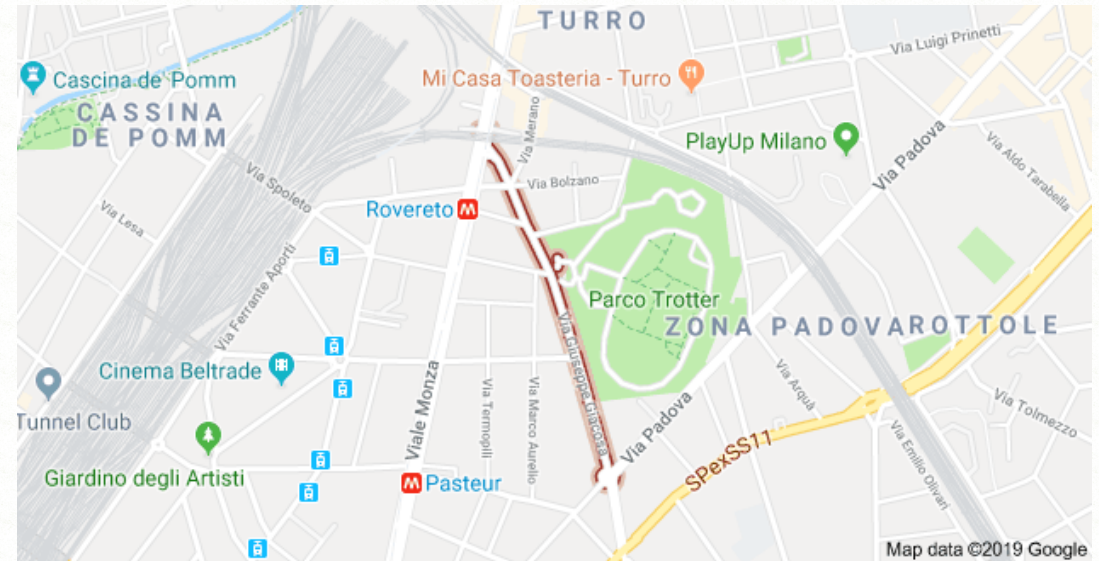 TURRO
Via Luigi Prinetti
Cascina de' Pomm
Mi Casa Toasteria - Turro
CASSINA
DE POMM
Via Merano
PlayUp Milano
Via Padova
Via Aldo Tarabella
Via Spoleto
Via Bolzano
Via Lesa
Rovereto M
Via Ferrante Aporti
Parco Trotter
ZONA PADOVA
ROTTOLE
Via Giuseppe Giacosa
Cinema Beltrade
Viale Monza
Via Termopili
Via Marco Aurelio
Via Arquà
Via Tolmezzo
Tunnel Club
Via Padova
SPexSS11
Via Emilio Olivari
Giardino degli Artisti
M Pasteur
Map data ©2019 Google